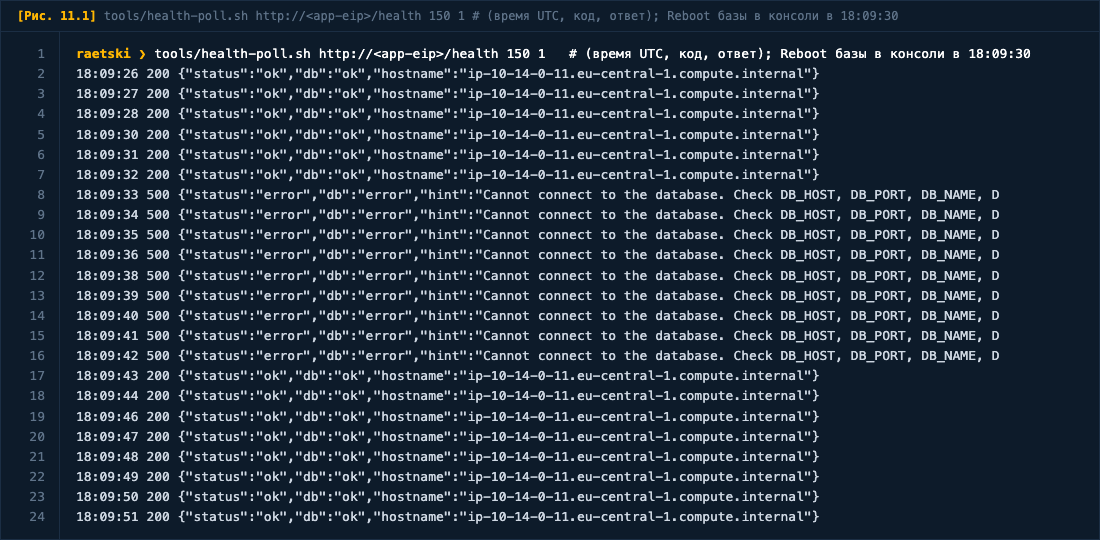 [Рис. 11.1] tools/health-poll.sh http://<app-eip>/health 150 1 # (время UTC, код, ответ); Reboot базы в консоли в 18:09:30
1 raetski ❯ tools/health-poll.sh http://<app-eip>/health 150 1 # (время UTC, код, ответ); Reboot базы в консоли в 18:09:30
2 18:09:26 200 {"status":"ok","db":"ok","hostname":"ip-10-14-0-11.eu-central-1.compute.internal"}
3 18:09:27 200 {"status":"ok","db":"ok","hostname":"ip-10-14-0-11.eu-central-1.compute.internal"}
4 18:09:28 200 {"status":"ok","db":"ok","hostname":"ip-10-14-0-11.eu-central-1.compute.internal"}
5 18:09:30 200 {"status":"ok","db":"ok","hostname":"ip-10-14-0-11.eu-central-1.compute.internal"}
6 18:09:31 200 {"status":"ok","db":"ok","hostname":"ip-10-14-0-11.eu-central-1.compute.internal"}
7 18:09:32 200 {"status":"ok","db":"ok","hostname":"ip-10-14-0-11.eu-central-1.compute.internal"}
8 18:09:33 500 {"status":"error","db":"error","hint":"Cannot connect to the database. Check DB_HOST, DB_PORT, DB_NAME, D
9 18:09:34 500 {"status":"error","db":"error","hint":"Cannot connect to the database. Check DB_HOST, DB_PORT, DB_NAME, D
10 18:09:35 500 {"status":"error","db":"error","hint":"Cannot connect to the database. Check DB_HOST, DB_PORT, DB_NAME, D
11 18:09:36 500 {"status":"error","db":"error","hint":"Cannot connect to the database. Check DB_HOST, DB_PORT, DB_NAME, D
12 18:09:38 500 {"status":"error","db":"error","hint":"Cannot connect to the database. Check DB_HOST, DB_PORT, DB_NAME, D
13 18:09:39 500 {"status":"error","db":"error","hint":"Cannot connect to the database. Check DB_HOST, DB_PORT, DB_NAME, D
14 18:09:40 500 {"status":"error","db":"error","hint":"Cannot connect to the database. Check DB_HOST, DB_PORT, DB_NAME, D
15 18:09:41 500 {"status":"error","db":"error","hint":"Cannot connect to the database. Check DB_HOST, DB_PORT, DB_NAME, D
16 18:09:42 500 {"status":"error","db":"error","hint":"Cannot connect to the database. Check DB_HOST, DB_PORT, DB_NAME, D
17 18:09:43 200 {"status":"ok","db":"ok","hostname":"ip-10-14-0-11.eu-central-1.compute.internal"}
18 18:09:44 200 {"status":"ok","db":"ok","hostname":"ip-10-14-0-11.eu-central-1.compute.internal"}
19 18:09:46 200 {"status":"ok","db":"ok","hostname":"ip-10-14-0-11.eu-central-1.compute.internal"}
20 18:09:47 200 {"status":"ok","db":"ok","hostname":"ip-10-14-0-11.eu-central-1.compute.internal"}
21 18:09:48 200 {"status":"ok","db":"ok","hostname":"ip-10-14-0-11.eu-central-1.compute.internal"}
22 18:09:49 200 {"status":"ok","db":"ok","hostname":"ip-10-14-0-11.eu-central-1.compute.internal"}
23 18:09:50 200 {"status":"ok","db":"ok","hostname":"ip-10-14-0-11.eu-central-1.compute.internal"}
24 18:09:51 200 {"status":"ok","db":"ok","hostname":"ip-10-14-0-11.eu-central-1.compute.internal"}